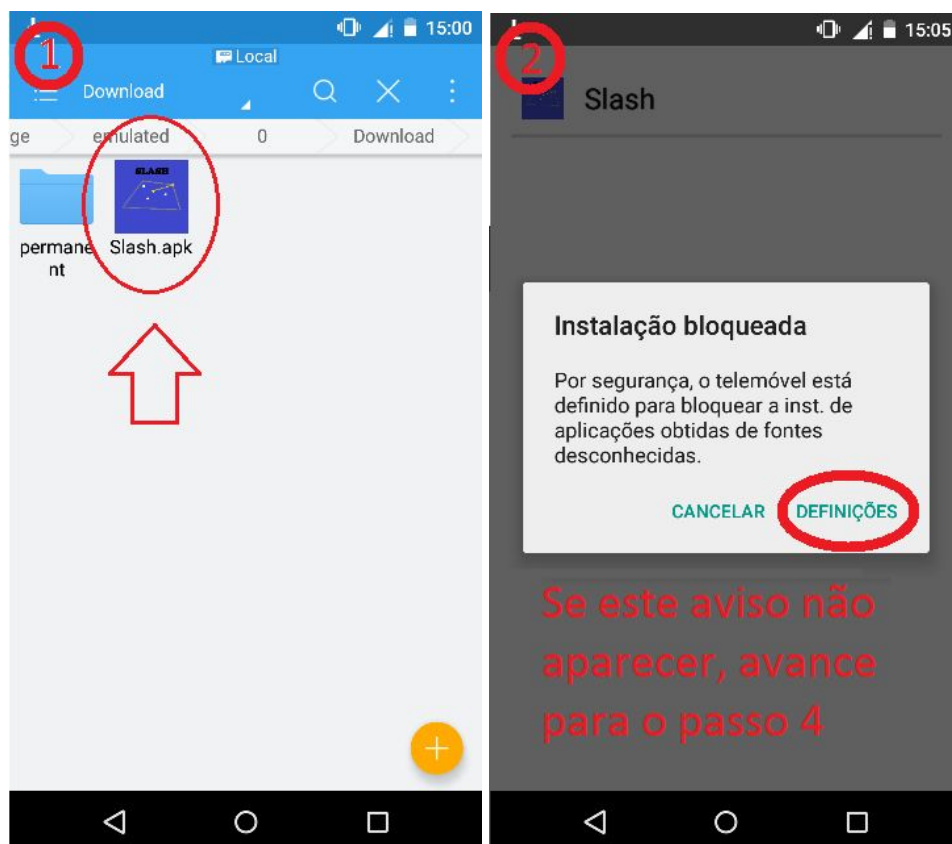 1
15:00
Local
Download
ge
emulated
0
Download
SLASH
permane
nt
Slash.apk
2
15:05
Slash
Instalação bloqueada
Por segurança, o telemóvel está
definido para bloquear a inst. de
aplicações obtidas de fontes
desconhecidas.
CANCELAR
DEFINIÇÕES
Se este aviso não
aparecer, avance
para o passo 4